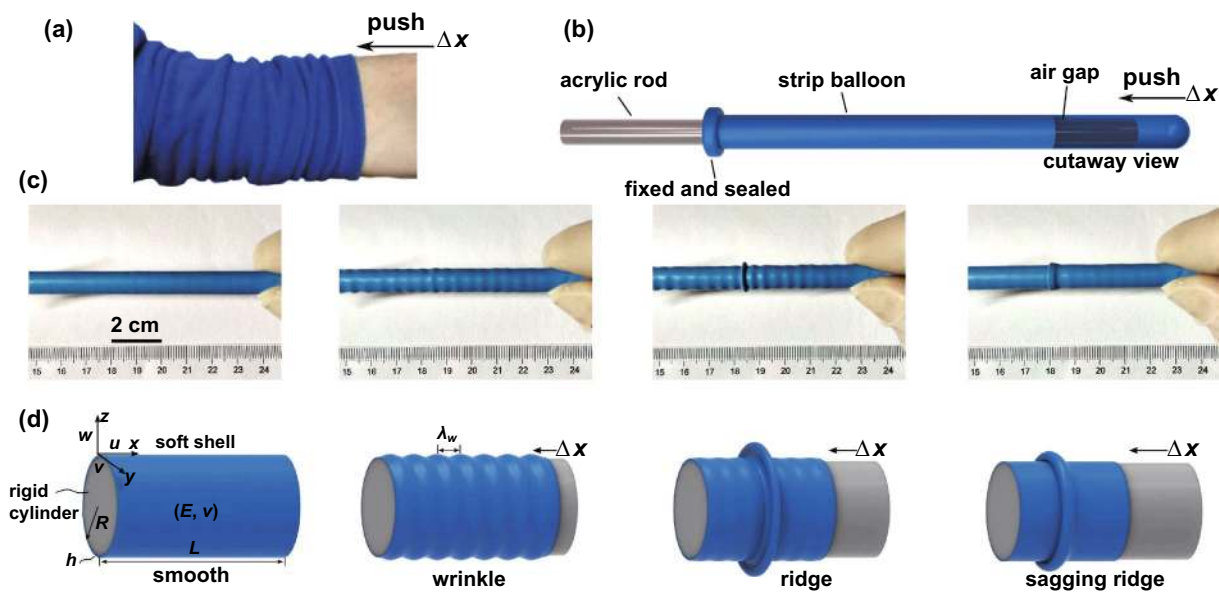 (a)
push
Δx
(b)
acrylic rod
strip balloon
air gap
push
Δx
cutaway view
fixed and sealed
(c)
2 cm
15 16 17 18 19 20 21 22 23 24
15 16 17 18 19 20 21 22 23 24
15 16 17 18 19 20 21 22 23 24
15 16 17 18 19 20 21 22 23 24
(d)
z
w
u x
soft shell
v
y
rigid
cylinder
R
(E, ν)
h
L
smooth
λw
Δx
wrinkle
Δx
ridge
Δx
sagging ridge